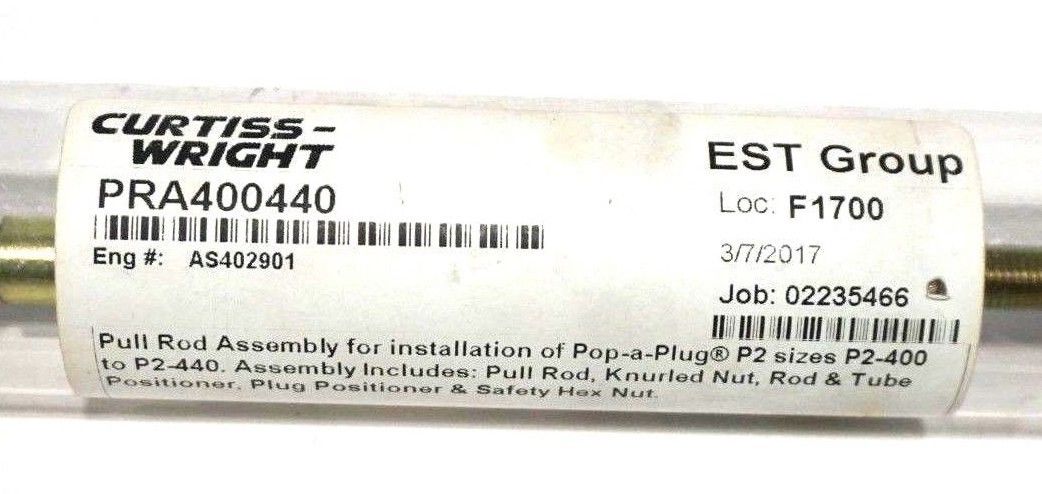 CURTISS-
WRIGHT
PRA400440
Eng #: AS402901
EST Group
Loc: F1700
3/7/2017
Job: 02235466
Pull Rod Assembly for installation of Pop-a-Plug® P2 sizes P2-400
to P2-440. Assembly Includes: Pull Rod, Knurled Nut, Rod & Tube
Positioner, Plug Positioner & Safety Hex Nut.